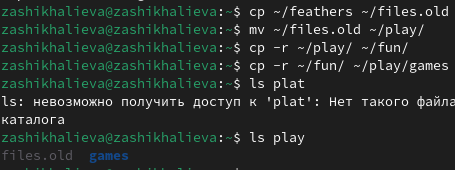 zashikhalieva@zashikhalieva:~$ cp ~/feathers ~/files.old
zashikhalieva@zashikhalieva:~$ mv ~/files.old ~/play/
zashikhalieva@zashikhalieva:~$ cp -r ~/play/ ~/fun/
zashikhalieva@zashikhalieva:~$ cp -r ~/fun/ ~/play/games
zashikhalieva@zashikhalieva:~$ ls plat
ls: невозможно получить доступ к 'plat': Нет такого файла
каталога
zashikhalieva@zashikhalieva:~$ ls play
files.old games